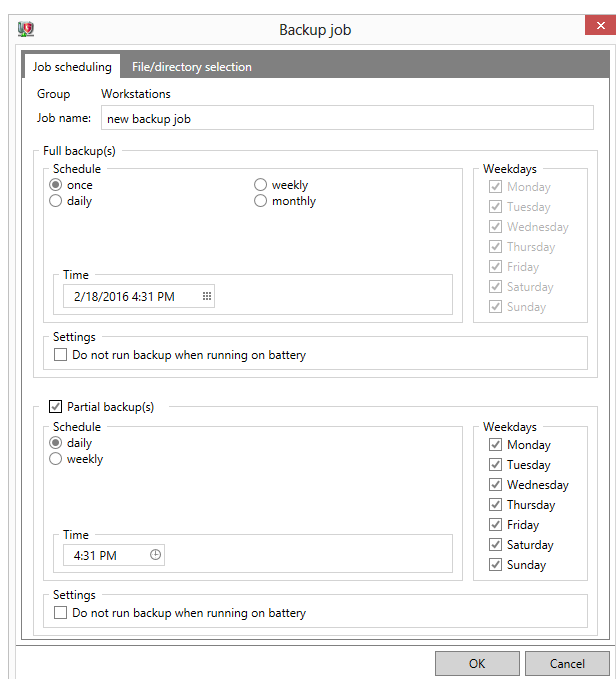 Backup job
Job scheduling File/directory selection
Group Workstations
Job name: new backup job
Full backup(s)
Schedule
once weekly
daily monthly
Time
2/18/2016 4:31 PM
Weekdays
Monday
Tuesday
Wednesday
Thursday
Friday
Saturday
Sunday
Settings
Do not run backup when running on battery
Partial backup(s)
Schedule
daily
weekly
Time
4:31 PM
Weekdays
Monday
Tuesday
Wednesday
Thursday
Friday
Saturday
Sunday
Settings
Do not run backup when running on battery
OK Cancel